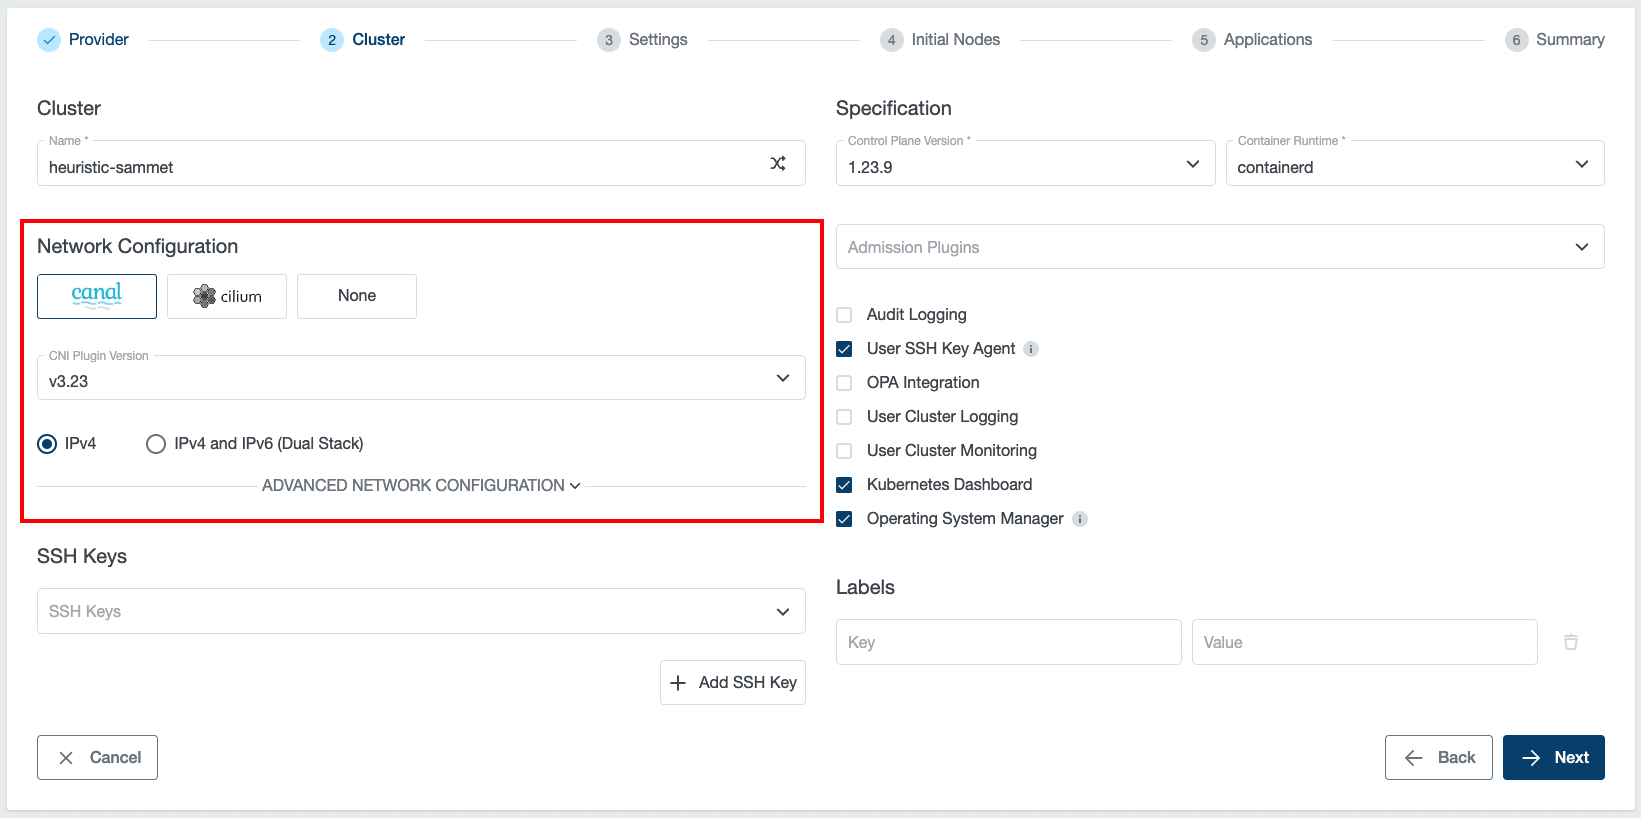 Provider
2 Cluster
3 Settings
4 Initial Nodes
5 Applications
6 Summary
Cluster
Name *
heuristic-sammet
Network Configuration
canal
cilium
None
CNI Plugin Version
v3.23
IPv4
IPv4 and IPv6 (Dual Stack)
ADVANCED NETWORK CONFIGURATION
SSH Keys
SSH Keys
Add SSH Key
Specification
Control Plane Version *
1.23.9
Container Runtime *
containerd
Admission Plugins
Audit Logging
User SSH Key Agent i
OPA Integration
User Cluster Logging
User Cluster Monitoring
Kubernetes Dashboard
Operating System Manager i
Labels
Key
Value
Cancel
Back
Next